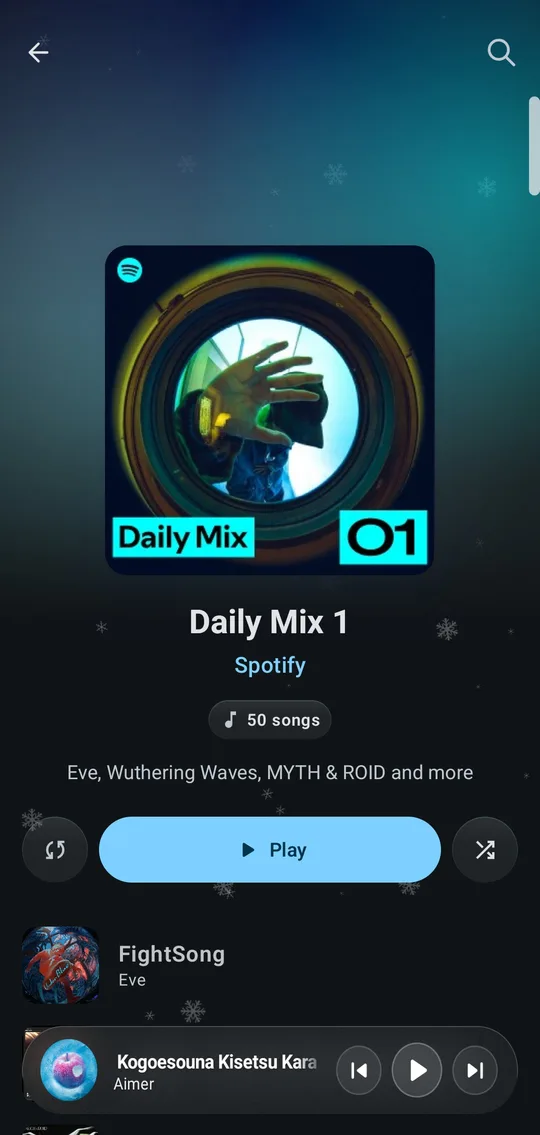 Daily Mix
01
Daily Mix 1
Spotify
50 songs
Eve, Wuthering Waves, MYTH & ROID and more
Play
FightSong
Eve
Kogoesouna Kisetsu Kara
Aimer